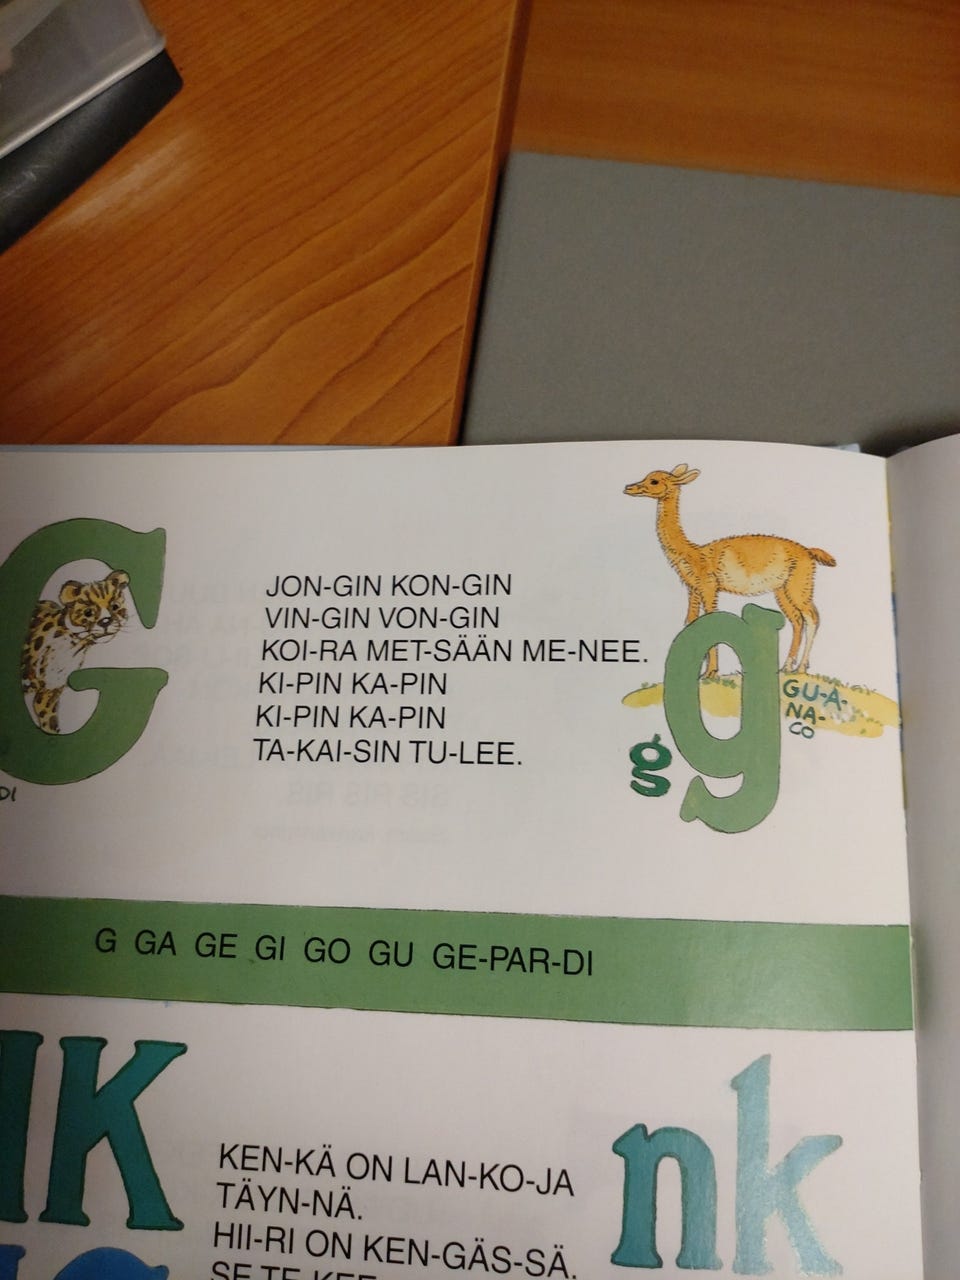 G
DI
JON-GIN KON-GIN
VIN-GIN VON-GIN
KOI-RA MET-SÄÄN ME-NEE.
KI-PIN KA-PIN
KI-PIN KA-PIN
TA-KAI-SIN TU-LEE.
g
g
GU-A-
NA-
CO
G GA GE GI GO GU GE-PAR-DI
NK
nk
KEN-KÄ ON LAN-KO-JA
TÄYN-NÄ.
HII-RI ON KEN-GÄS-SÄ.